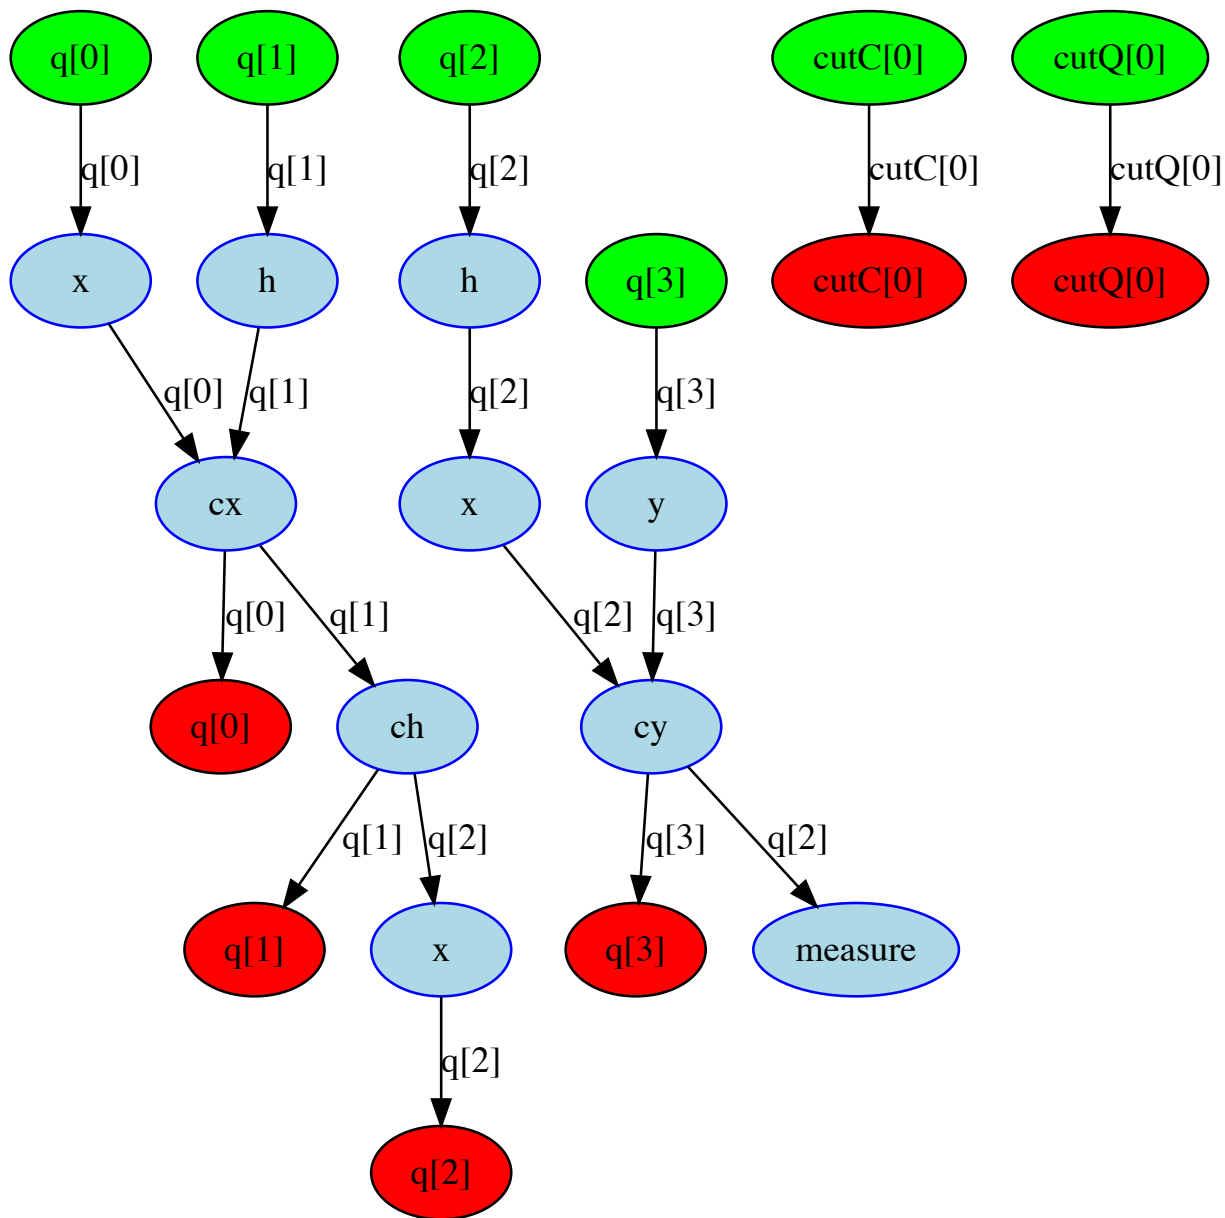 q[0] q[1] q[2] cutC[0] cutQ[0]
q[0] q[1] q[2] cutC[0] cutQ[0]
x h h q[3] cutC[0] cutQ[0]
q[0] q[1] q[2] q[3]
cx x y
q[0] q[1] q[2] q[3]
q[0] ch cy
q[1] q[2] q[3] q[2]
q[1] x q[3] measure
q[2]
q[2]